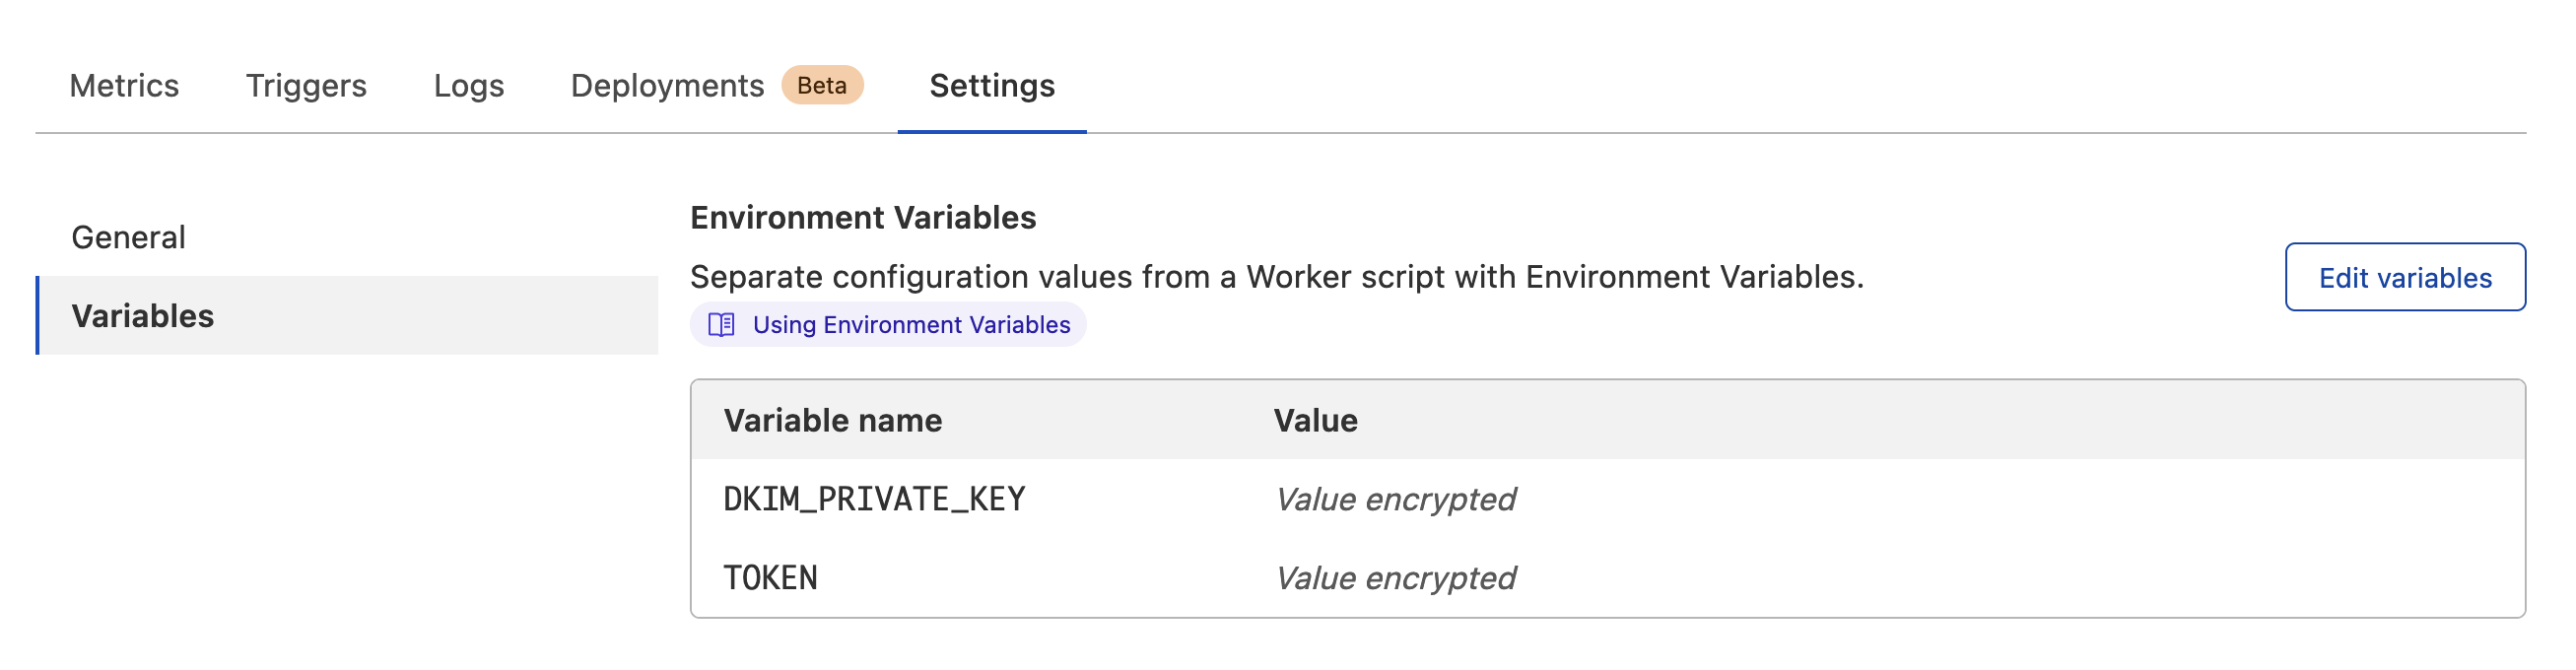 Metrics Triggers Logs Deployments Beta Settings
General
Variables
Environment Variables
Separate configuration values from a Worker script with Environment Variables.
Using Environment Variables
Edit variables
Variable name Value
DKIM_PRIVATE_KEY Value encrypted
TOKEN Value encrypted